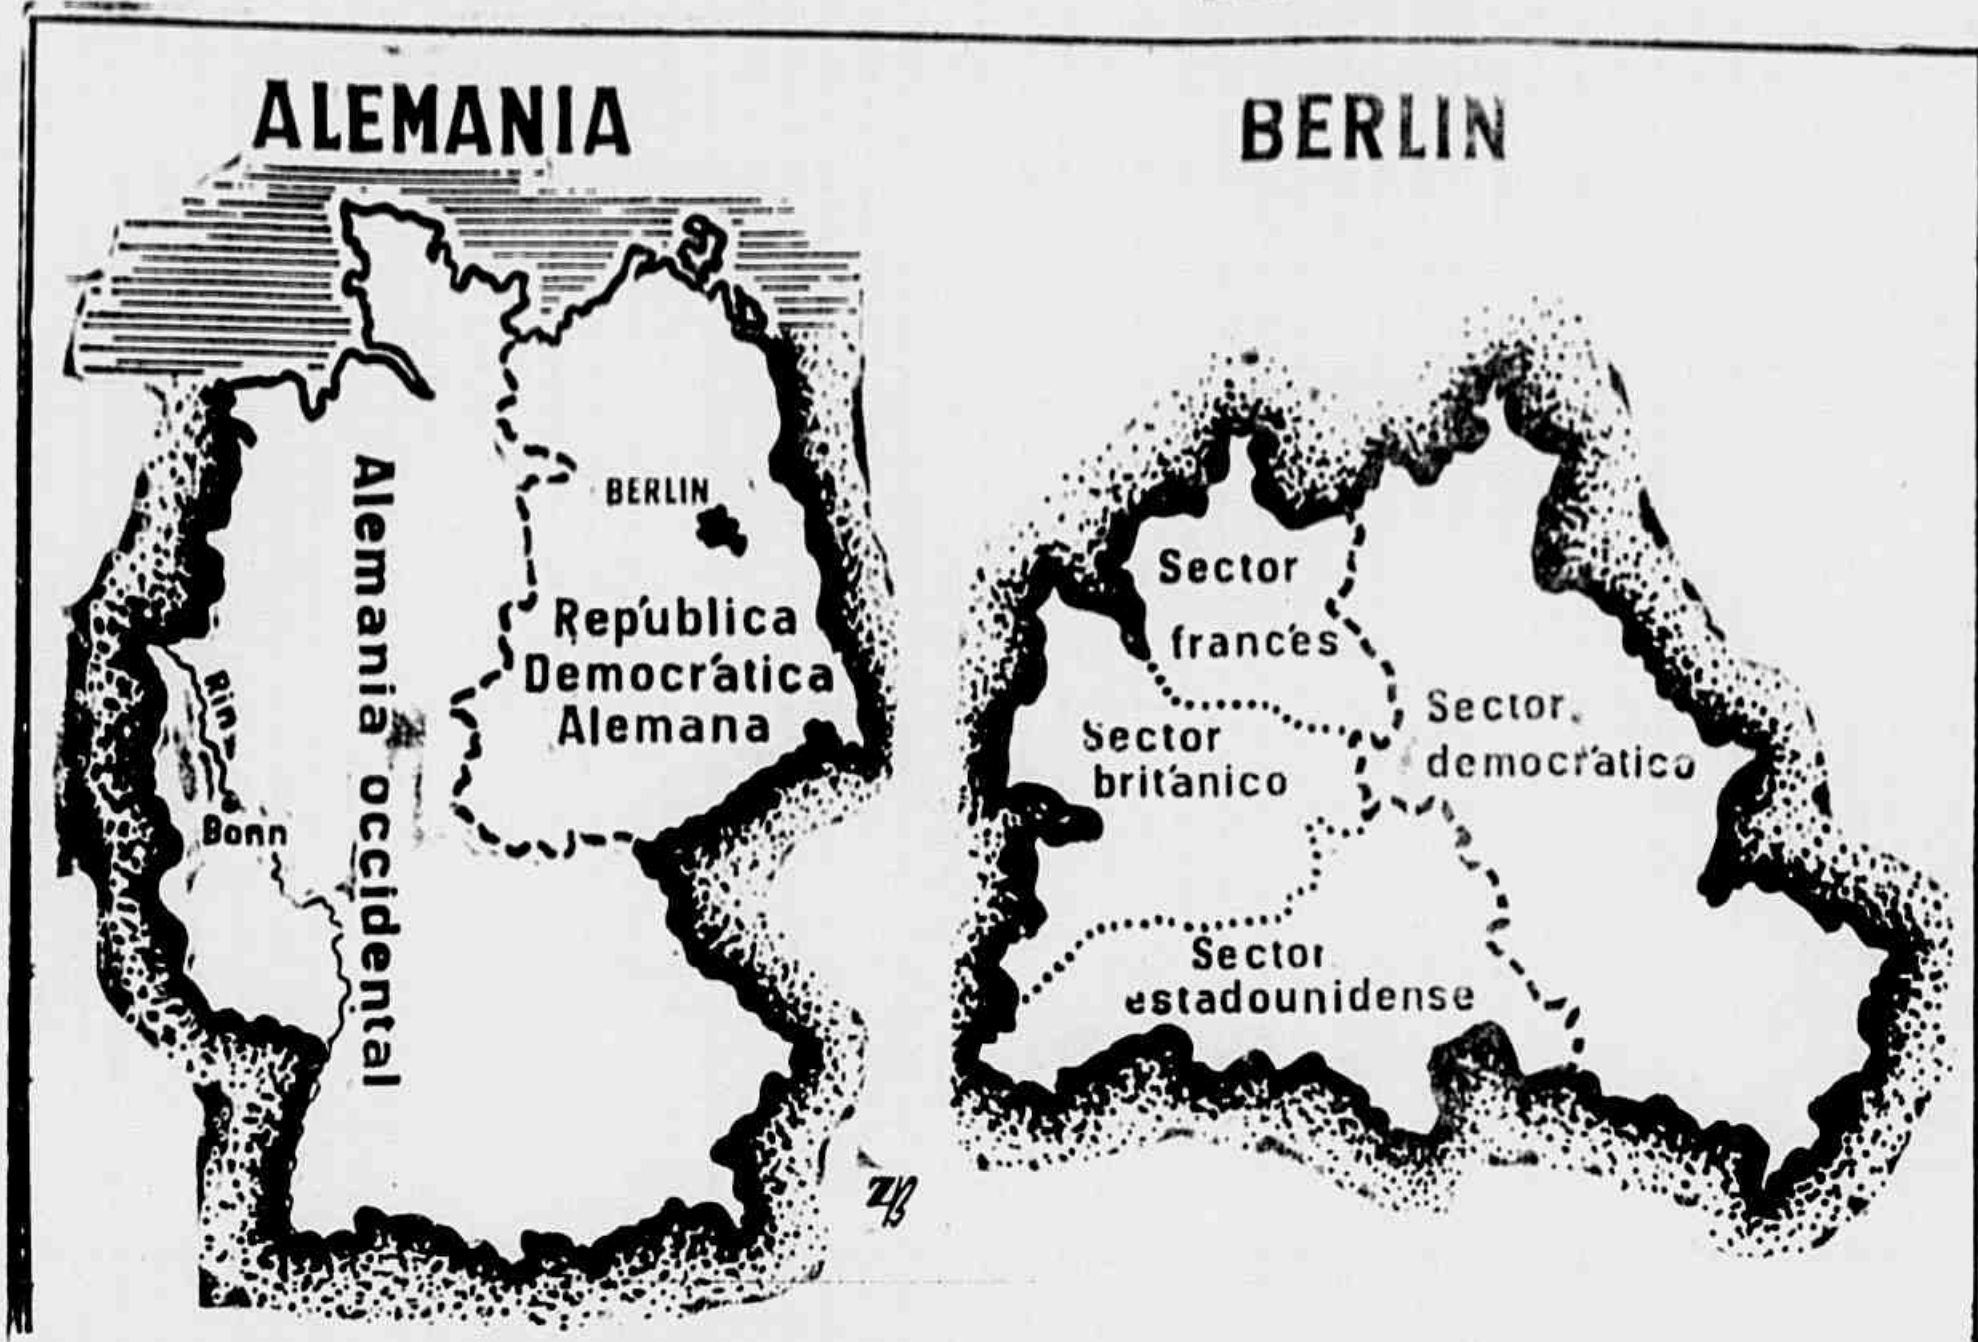 ALEMANIA
BERLIN
República
Democrática
Alemana
Alemania occidental
Rin
Bonn
BERLIN
Sector
francés
Sector
británico
Sector
democrático
Sector
estadounidense